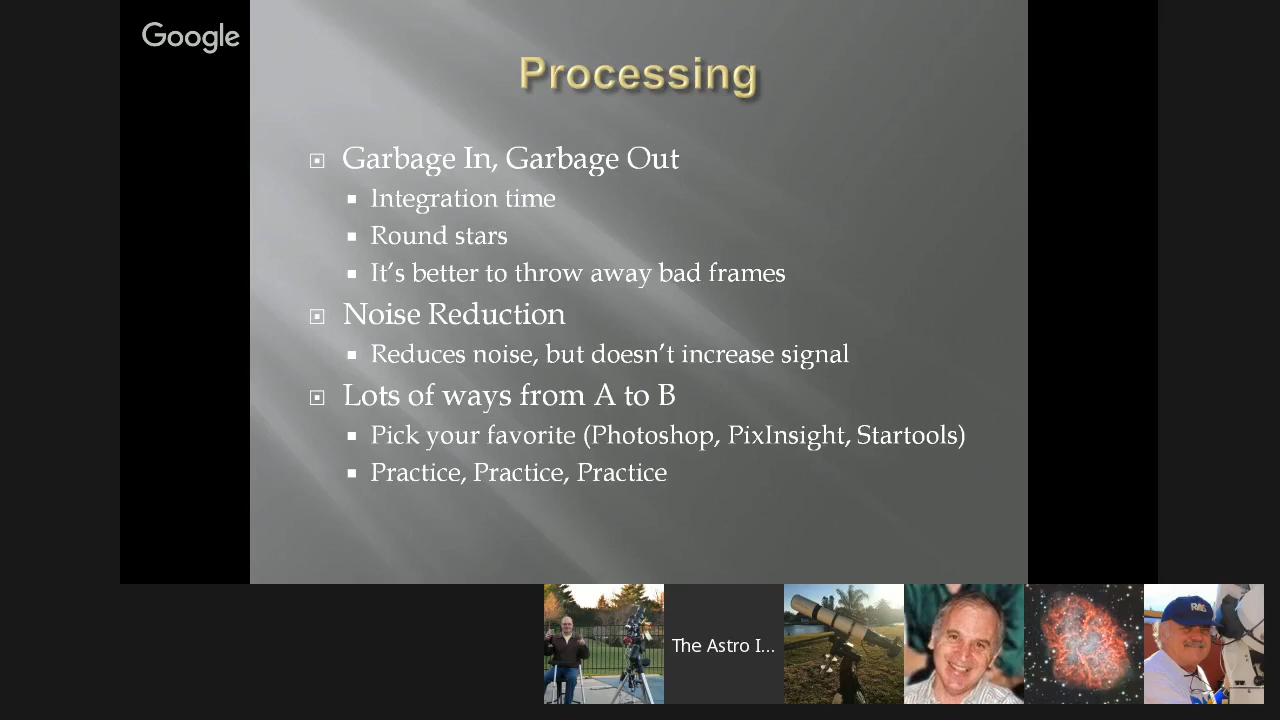 Google
Processing
Garbage In, Garbage Out
Integration time
Round stars
It's better to throw away bad frames
Noise Reduction
Reduces noise, but doesn't increase signal
Lots of ways from A to B
Pick your favorite (Photoshop, PixInsight, Startools)
Practice, Practice, Practice
The Astro I...